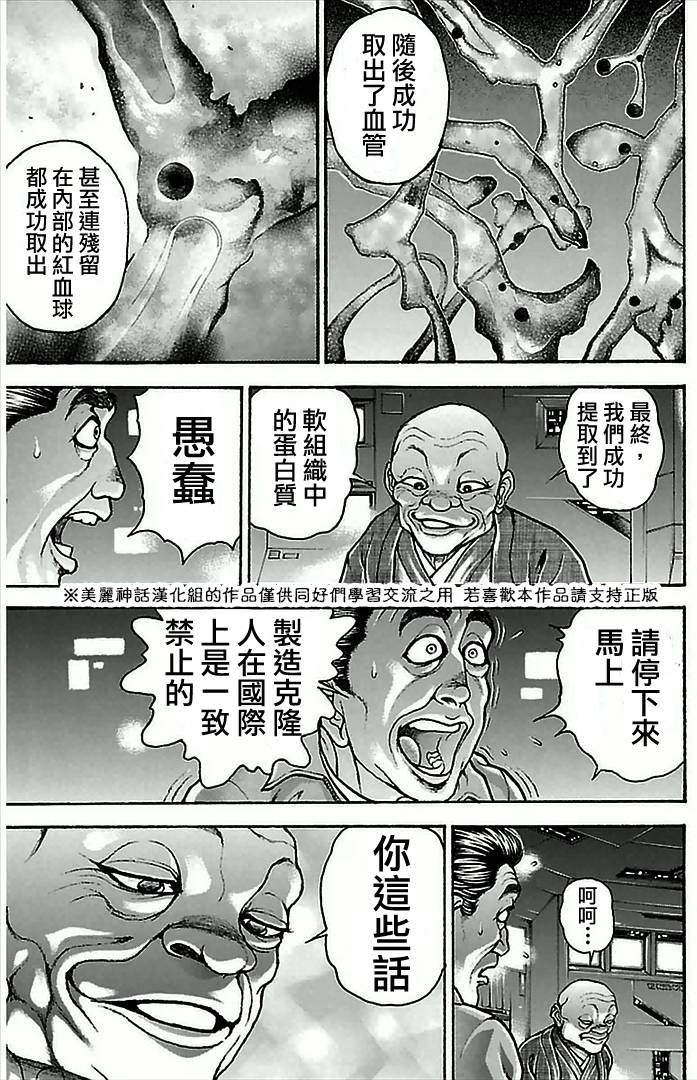 隨後成功
取出了血管
甚至連殘留
在內部的紅血球
都成功取出
最終，
我們成功
提取到了
軟組織中
的蛋白質
愚蠢
※美麗神話漢化組的作品僅供同好們學習交流之用 若喜歡本作品請支持正版
請停下來
馬上
製造克隆
人在國際
上是一致
禁止的
呵呵…
你這些話